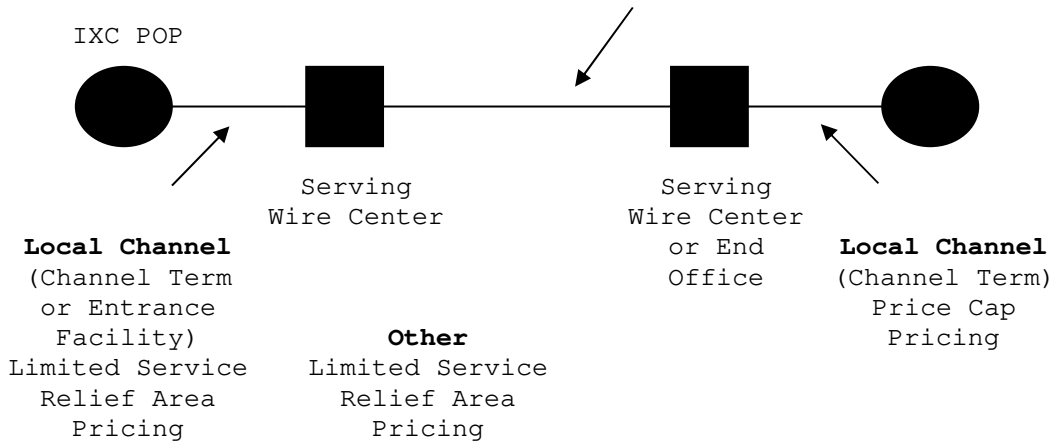 IXC POP
Serving
Wire Center
Serving
Wire Center
or End
Office
Local Channel
(Channel Term
or Entrance
Facility)
Limited Service
Relief Area
Pricing
Other
Limited Service
Relief Area
Pricing
Local Channel
(Channel Term)
Price Cap
Pricing